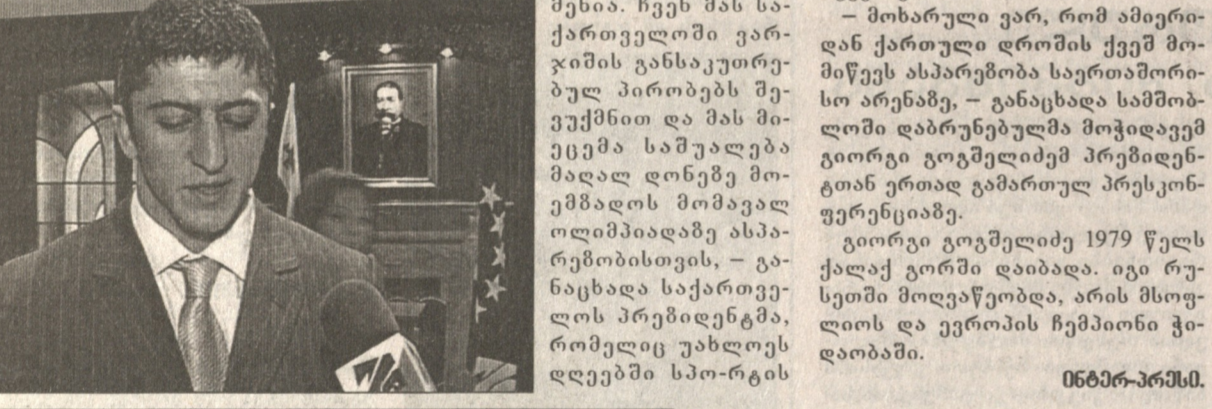 შენია. ჩვენ მას სა-
ქართველოში ვარ-
ჯიშის განსაკუთრე-
ბულ პირობებს შე-
ვუქმნით და მას მი-
ეცემა საშუალება
მაღალ დონეზე მო-
ემზადოს მომავალ
ოლიმპიადაზე ასპა-
რეზობისთვის, – გა-
ნაცხადა საქართვე-
ლოს პრეზიდენტმა,
რომელიც უახლოეს
დღეებში სპო-რტის
– მოხარული ვარ, რომ ამიერი-
დან ქართული დროშის ქვეშ მო-
მიწევს ასპარეზობა საერთაშორი-
სო არენაზე, – განაცხადა სამშობ-
ლოში დაბრუნებულმა მოჭიდავემ
გიორგი გოგშელიძემ პრეზიდენ-
ტთან ერთად გამართულ პრესკონ-
ფერენციაზე.
გიორგი გოგშელიძე 1979 წელს
ქალაქ გორში დაიბადა. იგი რუ-
სეთში მოღვაწეობდა, არის მსოფ-
ლიოს და ევროპის ჩემპიონი ჭი-
დაობაში.
ინტერ-პრესი.